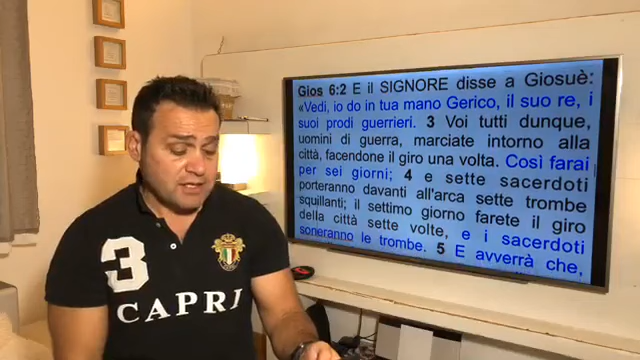 Gios 6:2 E il SIGNORE disse a Giosuè:
«Vedi, io do in tua mano Gerico, il suo re, i
suoi prodi guerrieri. 3 Voi tutti dunque,
uomini di guerra, marciate intorno alla
città, facendone il giro una volta. Così farai
per sei giorni; 4 e sette sacerdoti
porteranno davanti all'arca sette trombe
squillanti; il settimo giorno farete il giro
della città sette volte, e i sacerdoti
soneranno le trombe. 5 E avverrà che,
3
CAPRI